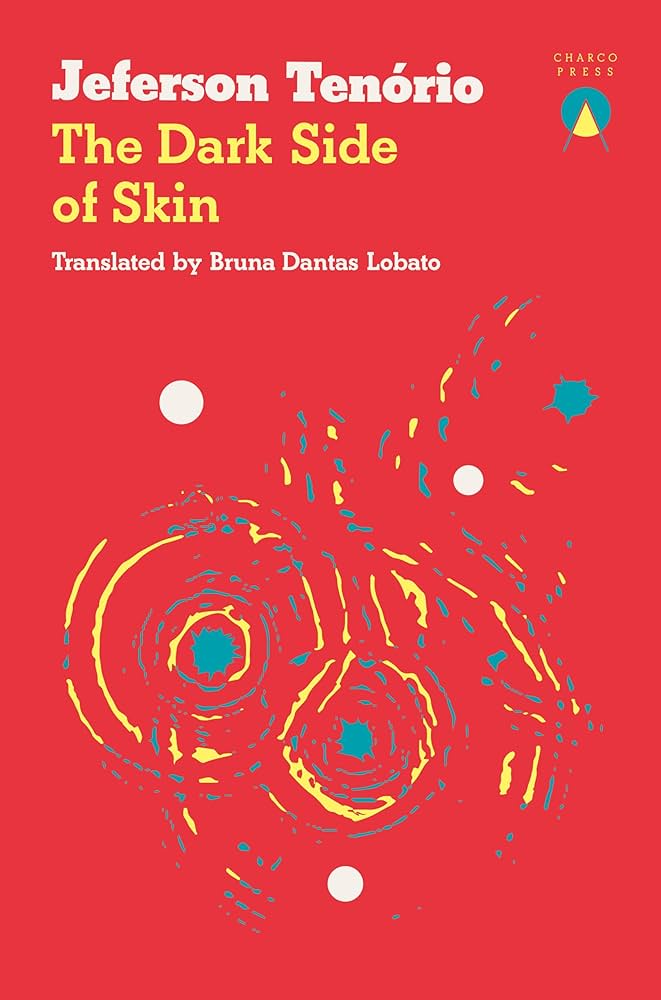 Jeferson Tenório
CHARCO
PRESS
The Dark Side
of Skin
Translated by Bruna Dantas Lobato